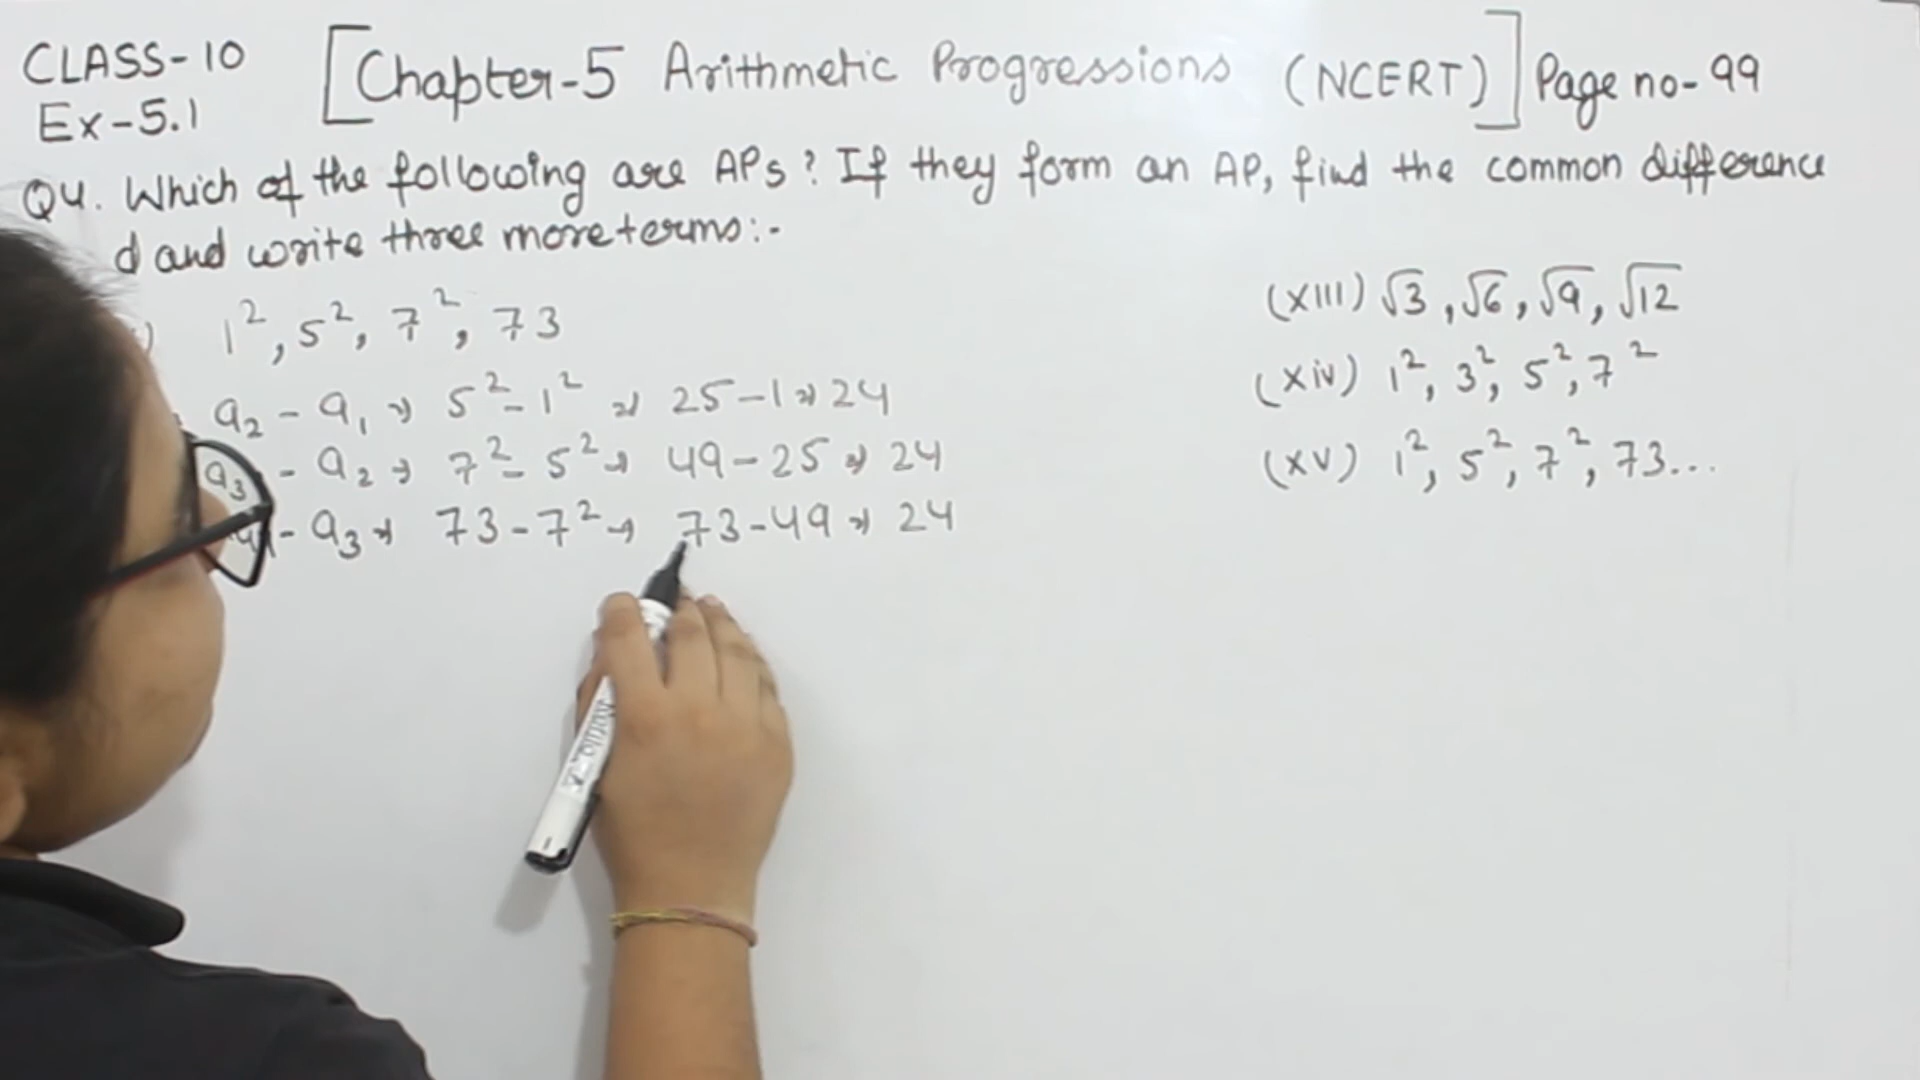 CLASS-10 [Chapter-5 Arithmetic Progressions (NCERT)] Page no-99
Ex-5.1
Q4. Which of the following are APs? If they form an AP, find the common difference
d and write three more terms:-
1², 5², 7², 73
a₂ - a₁ ⇒ 5² - 1² ⇒ 25-1 ⇒ 24
a₃ - a₂ ⇒ 7² - 5² ⇒ 49-25 ⇒ 24
- a₃ ⇒ 73-7² ⇒ 73-49 ⇒ 24
(xiii) √3, √6, √9, √12
(xiv) 1², 3², 5², 7²
(xv) 1², 5², 7², 73...